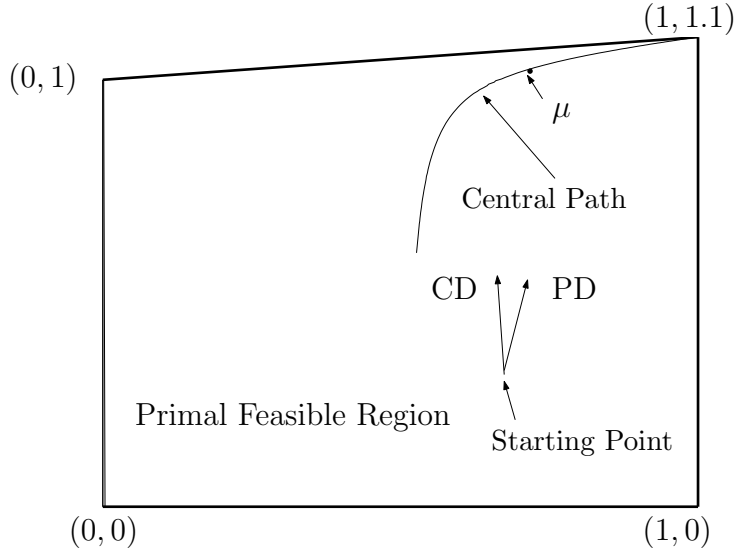 (1, 1.1)
(0, 1)
μ
Central Path
CD PD
Primal Feasible Region
Starting Point
(0, 0) (1, 0)